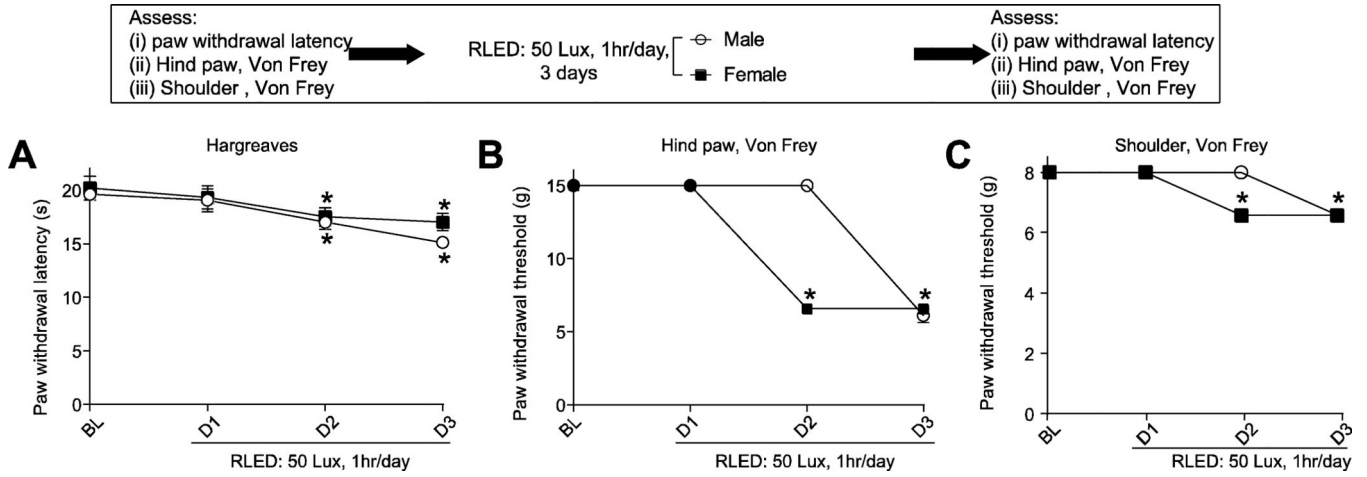 Assess:
(i) paw withdrawal latency
(ii) Hind paw, Von Frey
(iii) Shoulder , Von Frey
RLED: 50 Lux, 1hr/day,
3 days
Male
Female
Assess:
(i) paw withdrawal latency
(ii) Hind paw, Von Frey
(iii) Shoulder , Von Frey
A
Hargreaves
Paw withdrawal latency (s)
20
15
10
5
0
*
*
*
*
BL
D1
D2
D3
RLED: 50 Lux, 1hr/day
B
Hind paw, Von Frey
Paw withdrawal threshold (g)
15
10
5
0
*
*
BL
D1
D2
D3
RLED: 50 Lux, 1hr/day
C
Shoulder, Von Frey
Paw withdrawal threshold (g)
8
6
4
2
0
*
*
BL
D1
D2
D3
RLED: 50 Lux, 1hr/day